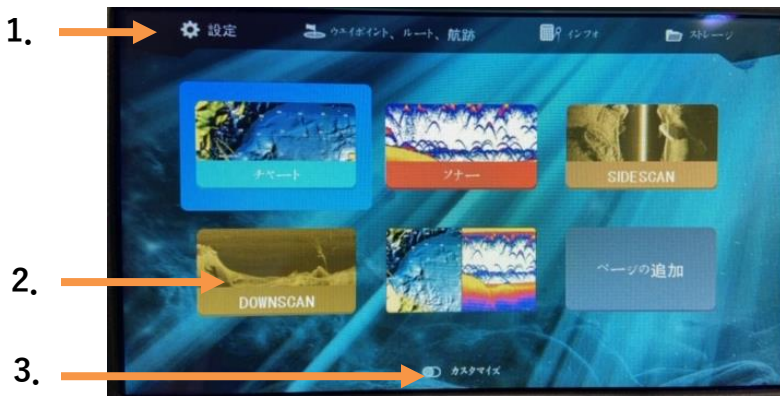 1.
設定
ウェイポイント、ルート、航跡
インフォ
ストレージ
チャート
ソナー
SIDESCAN
2.
DOWNSCAN
ページの追加
3.
カスタマイズ